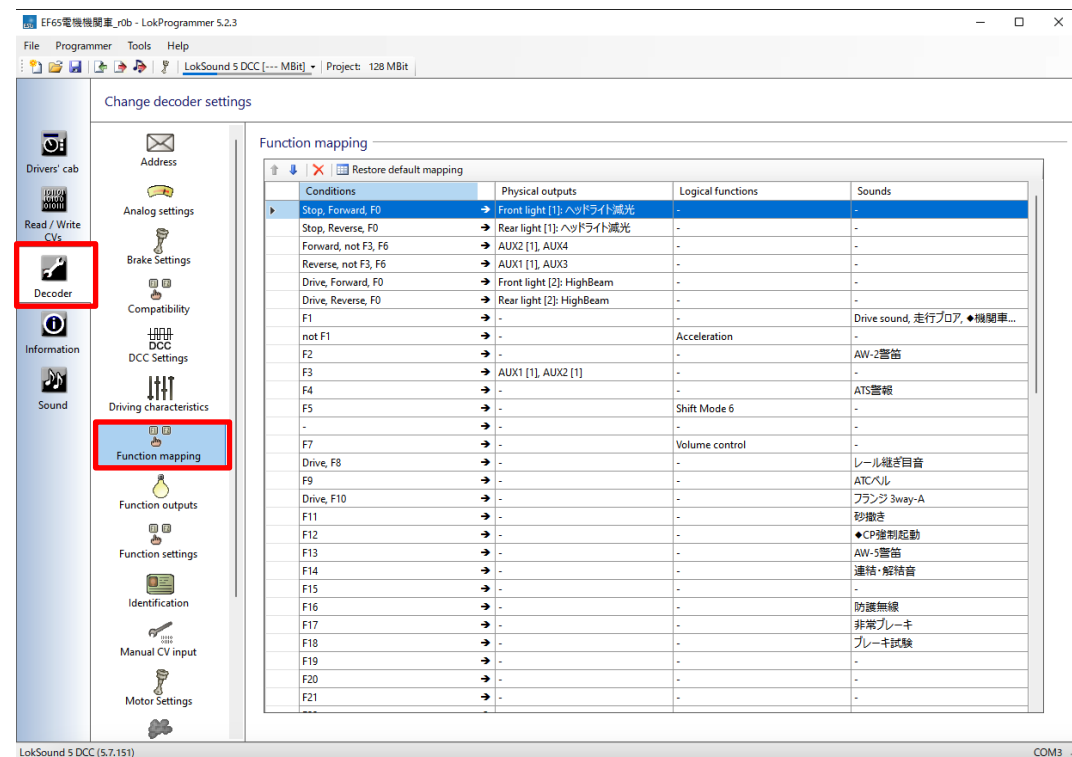 EF65電機機関車_r0b - LokProgrammer 5.2.3
File Programmer Tools Help
LokSound 5 DCC [--- MBit] Project: 128 MBit
Change decoder settings
Drivers' cab
Read / Write CVs
Decoder
Information
Sound
Address
Analog settings
Brake Settings
Compatibility
DCC
DCC Settings
Driving characteristics
Function mapping
Function outputs
Function settings
Identification
Manual CV input
Motor Settings
Function mapping
Restore default mapping
Conditions Physical outputs Logical functions Sounds
Stop, Forward, F0 → Front light [1]: ヘッドライト減光 - -
Stop, Reverse, F0 → Rear light [1]: ヘッドライト減光 - -
Forward, not F3, F6 → AUX2 [1], AUX4 - -
Reverse, not F3, F6 → AUX1 [1], AUX3 - -
Drive, Forward, F0 → Front light [2]: HighBeam - -
Drive, Reverse, F0 → Rear light [2]: HighBeam - -
F1 → - - Drive sound, 走行ブロア, ◆機関車...
not F1 → - Acceleration -
F2 → - - AW-2警笛
F3 → AUX1 [1], AUX2 [1] - -
F4 → - - ATS警報
F5 → - Shift Mode 6 -
- → - - -
F7 → - Volume control -
Drive, F8 → - - レール継ぎ目音
F9 → - - ATCベル
Drive, F10 → - - フランジ 3way-A
F11 → - - 砂撒き
F12 → - - ◆CP強制起動
F13 → - - AW-5警笛
F14 → - - 連結・解結音
F15 → - - -
F16 → - - 防護無線
F17 → - - 非常ブレーキ
F18 → - - ブレーキ試験
F19 → - - -
F20 → - - -
F21 → - - -
LokSound 5 DCC (5.7.151) COM3